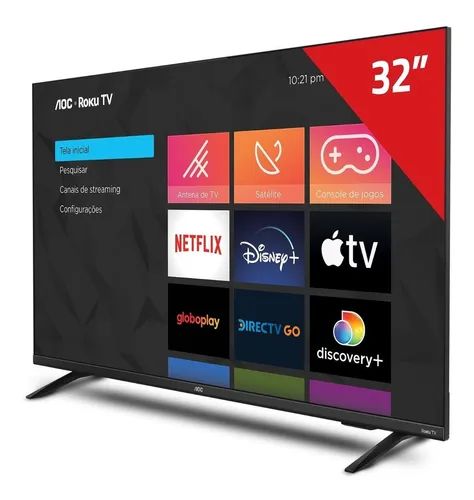 AOC • Roku TV
10:21 pm
32"
Tela inicial
Pesquisar
Canais de streaming
Configurações
Antena de TV
Satélite
Console de jogos
NETFLIX
Disney+
tv
globoplay
DIRECTV GO
discovery+
AOC
Roku TV